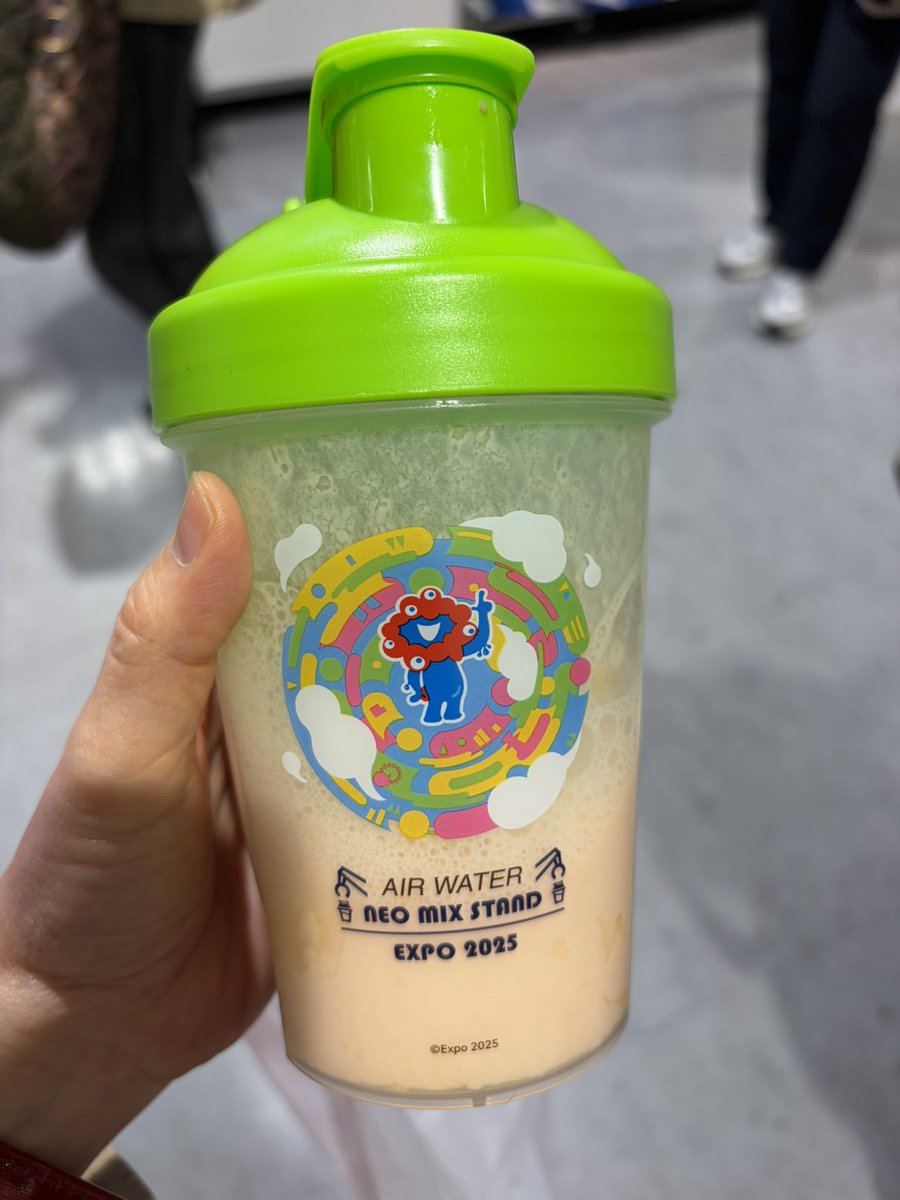 AIR WATER
NEO MIX STAND
EXPO 2025
©Expo 2025